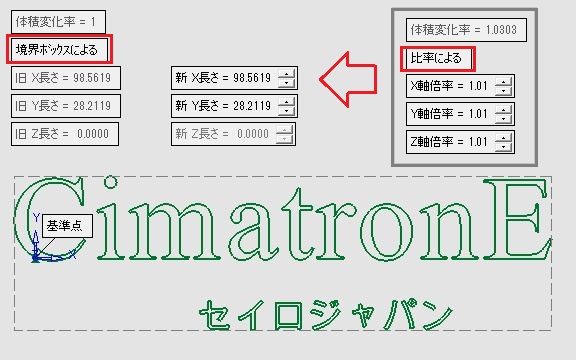 体積変化率 = 1
境界ボックスによる
旧 X長さ = 98.5619 新 X長さ = 98.5619
旧 Y長さ = 28.2119 新 Y長さ = 28.2119
旧 Z長さ = 0.0000 新 Z長さ = 0.0000
体積変化率 = 1.0303
比率による
X軸倍率 = 1.01
Y軸倍率 = 1.01
Z軸倍率 = 1.01
CimatronE
Y
基準点
X
セイロジャパン